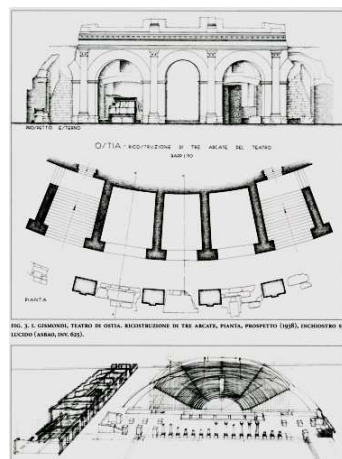 PROSPETTO ESTERNO
OSTIA - RICOSTRUZIONE DI TRE ARCATE DEL TEATRO
PIANTA
FIG. 3. I. GISMONDI, TEATRO DI OSTIA. RICOSTRUZIONE DI TRE ARCATE, PIANTA, PROSPETTO (1938), INCHIOSTRO S
LUCIDO (ASBAO, INV. 625).